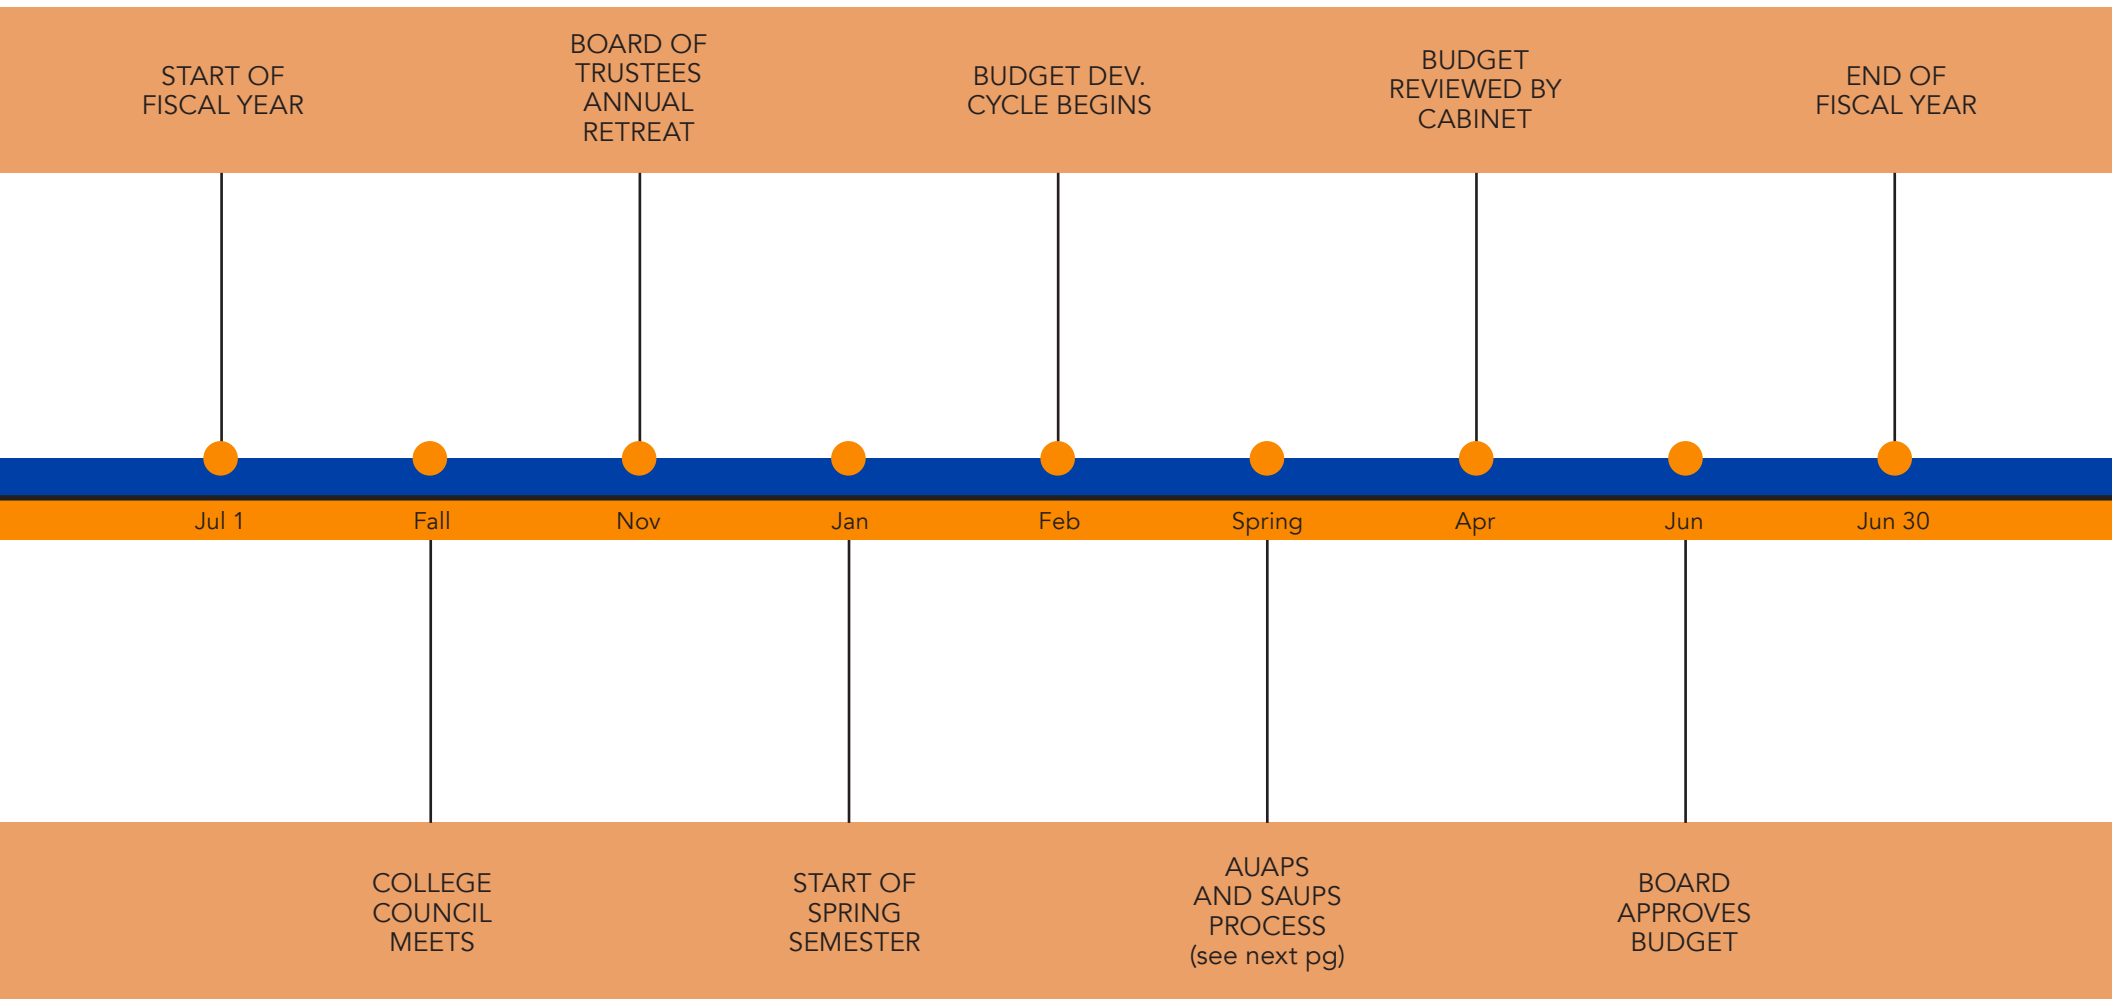 START OF
FISCAL YEAR
BOARD OF
TRUSTEES
ANNUAL
RETREAT
BUDGET DEV.
CYCLE BEGINS
BUDGET
REVIEWED BY
CABINET
END OF
FISCAL YEAR
Jul 1
Fall
Nov
Jan
Feb
Spring
Apr
Jun
Jun 30
COLLEGE
COUNCIL
MEETS
START OF
SPRING
SEMESTER
AUAPS
AND SAUPS
PROCESS
(see next pg)
BOARD
APPROVES
BUDGET